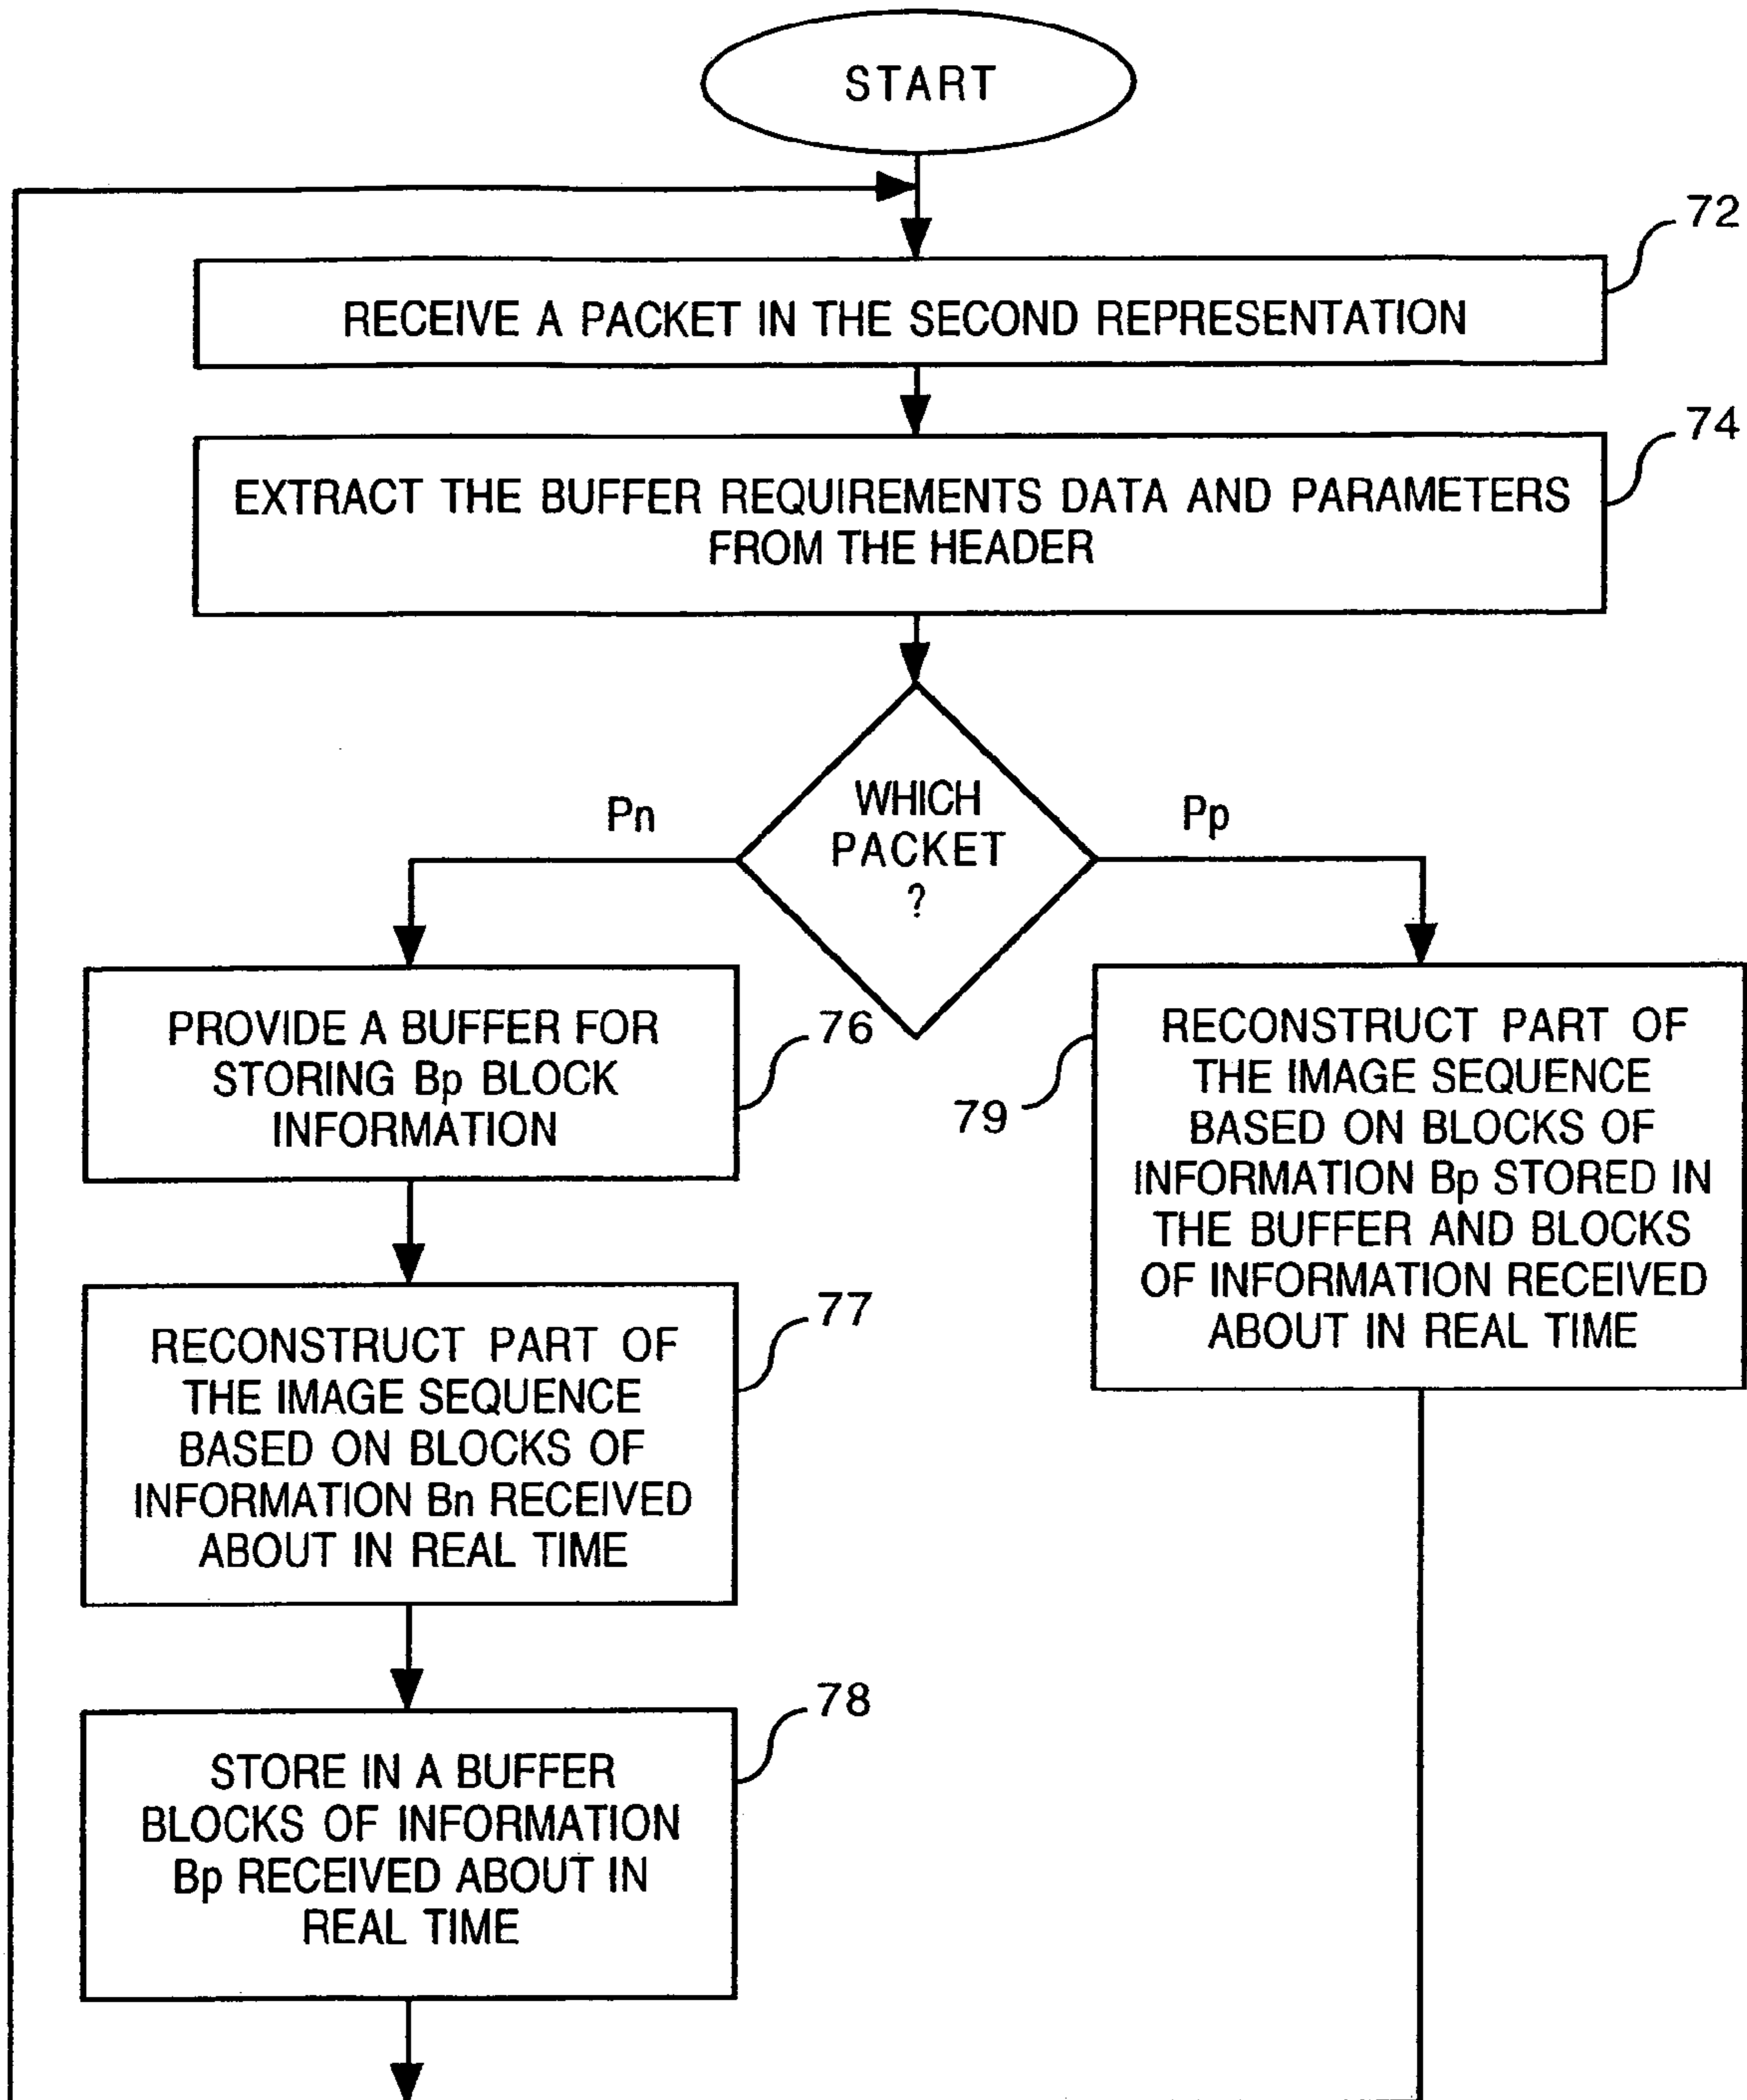 START
72
RECEIVE A PACKET IN THE SECOND REPRESENTATION
74
EXTRACT THE BUFFER REQUIREMENTS DATA AND PARAMETERS
FROM THE HEADER
WHICH
PACKET
?
Pn
Pp
PROVIDE A BUFFER FOR
STORING Bp BLOCK
INFORMATION
76
RECONSTRUCT PART OF
THE IMAGE SEQUENCE
BASED ON BLOCKS OF
INFORMATION Bn RECEIVED
ABOUT IN REAL TIME
77
STORE IN A BUFFER
BLOCKS OF INFORMATION
Bp RECEIVED ABOUT IN
REAL TIME
78
79
RECONSTRUCT PART OF
THE IMAGE SEQUENCE
BASED ON BLOCKS OF
INFORMATION Bp STORED IN
THE BUFFER AND BLOCKS
OF INFORMATION RECEIVED
ABOUT IN REAL TIME